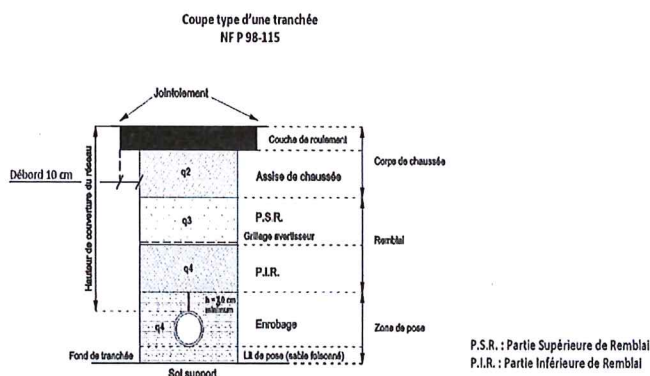 Coupe type d'une tranchée
NF P 98-115
Jointoiement
Couche de roulement
Corps de chaussée
Débord 10 cm
Hauteur de couverture du réseau
q2
Assise de chaussée
q3
P.S.R.
Grillage avertisseur
Remblai
q4
P.I.R.
h = 10 cm
minimum
q4
Enrobage
Zone de pose
Fond de tranchée
Lit de pose (sable foisonné)
Sol support
P.S.R. : Partie Supérieure de Remblai
P.I.R. : Partie Inférieure de Remblai